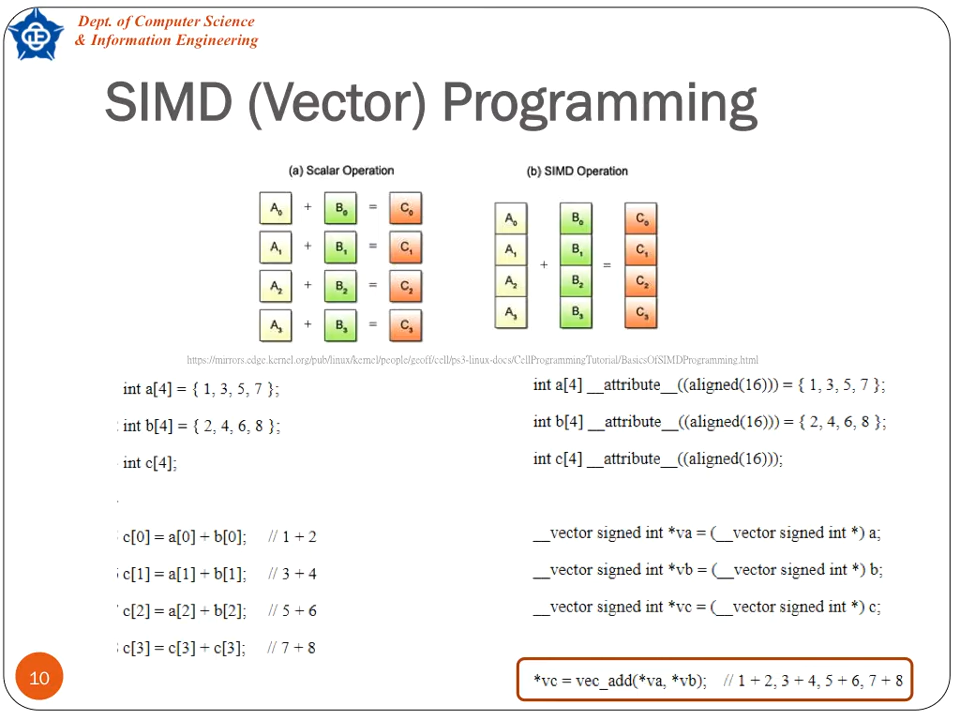 Dept. of Computer Science
& Information Engineering
SIMD (Vector) Programming
(a) Scalar Operation
A0 + B0 = C0
A1 + B1 = C1
A2 + B2 = C2
A3 + B3 = C3
(b) SIMD Operation
A0 B0 C0
A1 B1 C1
+ =
A2 B2 C2
A3 B3 C3
https://mirrors.edge.kernel.org/pub/linux/kernel/people/geoff/cell/ps3-linux-docs/CellProgrammingTutorial/BasicsOfSIMDProgramming.html
int a[4] = { 1, 3, 5, 7 };
int b[4] = { 2, 4, 6, 8 };
int c[4];
c[0] = a[0] + b[0]; // 1 + 2
c[1] = a[1] + b[1]; // 3 + 4
c[2] = a[2] + b[2]; // 5 + 6
c[3] = c[3] + c[3]; // 7 + 8
int a[4] __attribute__((aligned(16))) = { 1, 3, 5, 7 };
int b[4] __attribute__((aligned(16))) = { 2, 4, 6, 8 };
int c[4] __attribute__((aligned(16)));
__vector signed int *va = (__vector signed int *) a;
__vector signed int *vb = (__vector signed int *) b;
__vector signed int *vc = (__vector signed int *) c;
*vc = vec_add(*va, *vb); // 1 + 2, 3 + 4, 5 + 6, 7 + 8
10